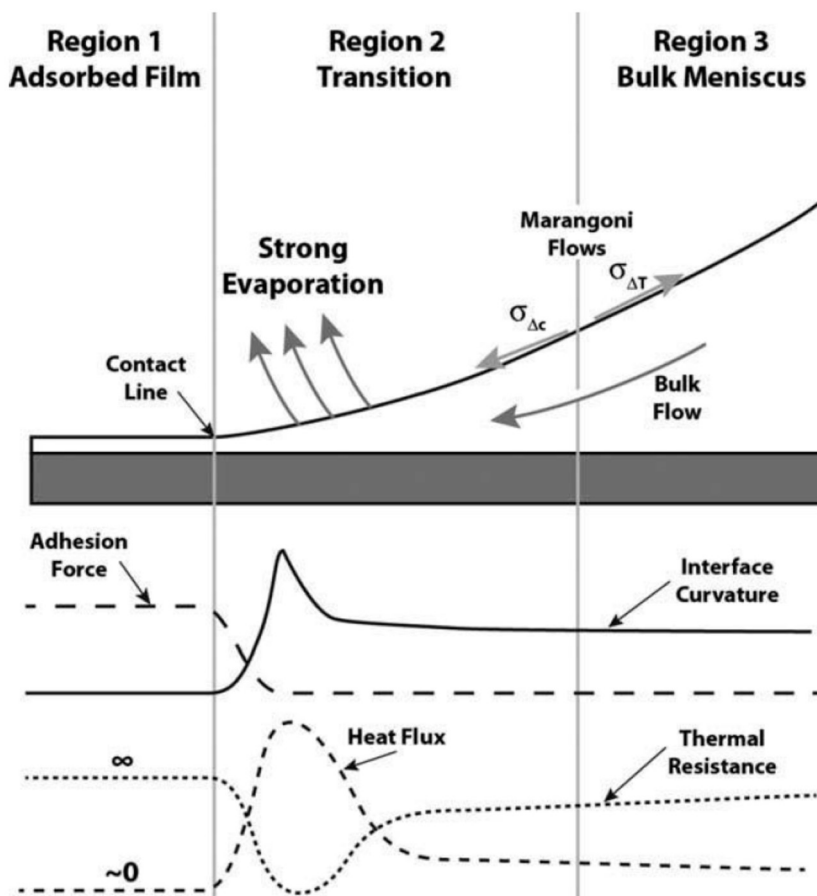 Region 1
Adsorbed Film
Region 2
Transition
Region 3
Bulk Meniscus
Marangoni
Flows
σΔT
σΔc
Strong
Evaporation
Contact
Line
Bulk
Flow
Adhesion
Force
Interface
Curvature
Heat Flux
∞
Thermal
Resistance
~0